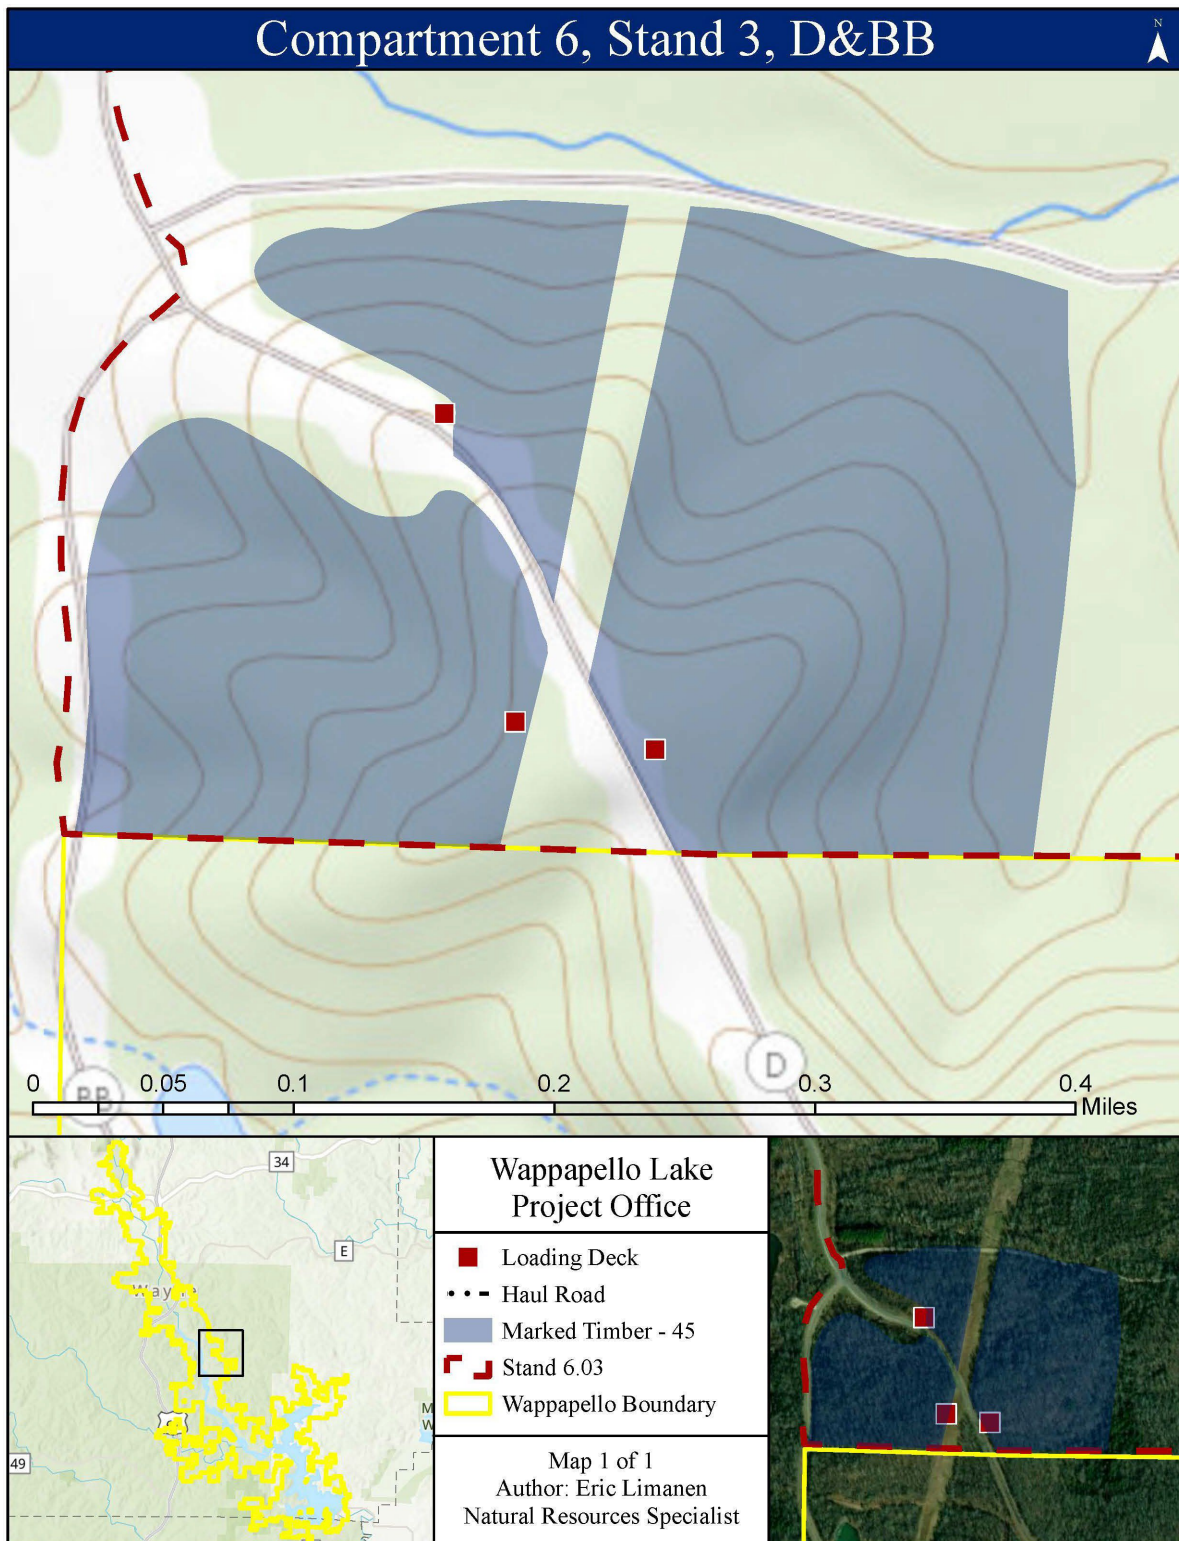 Compartment 6, Stand 3, D&BB
N
D
BB
0 0.05 0.1 0.2 0.3 0.4 Miles
34
E
Wayne
49
Wappapello Lake
Project Office
Loading Deck
Haul Road
Marked Timber - 45
Stand 6.03
Wappapello Boundary
Map 1 of 1
Author: Eric Limanen
Natural Resources Specialist